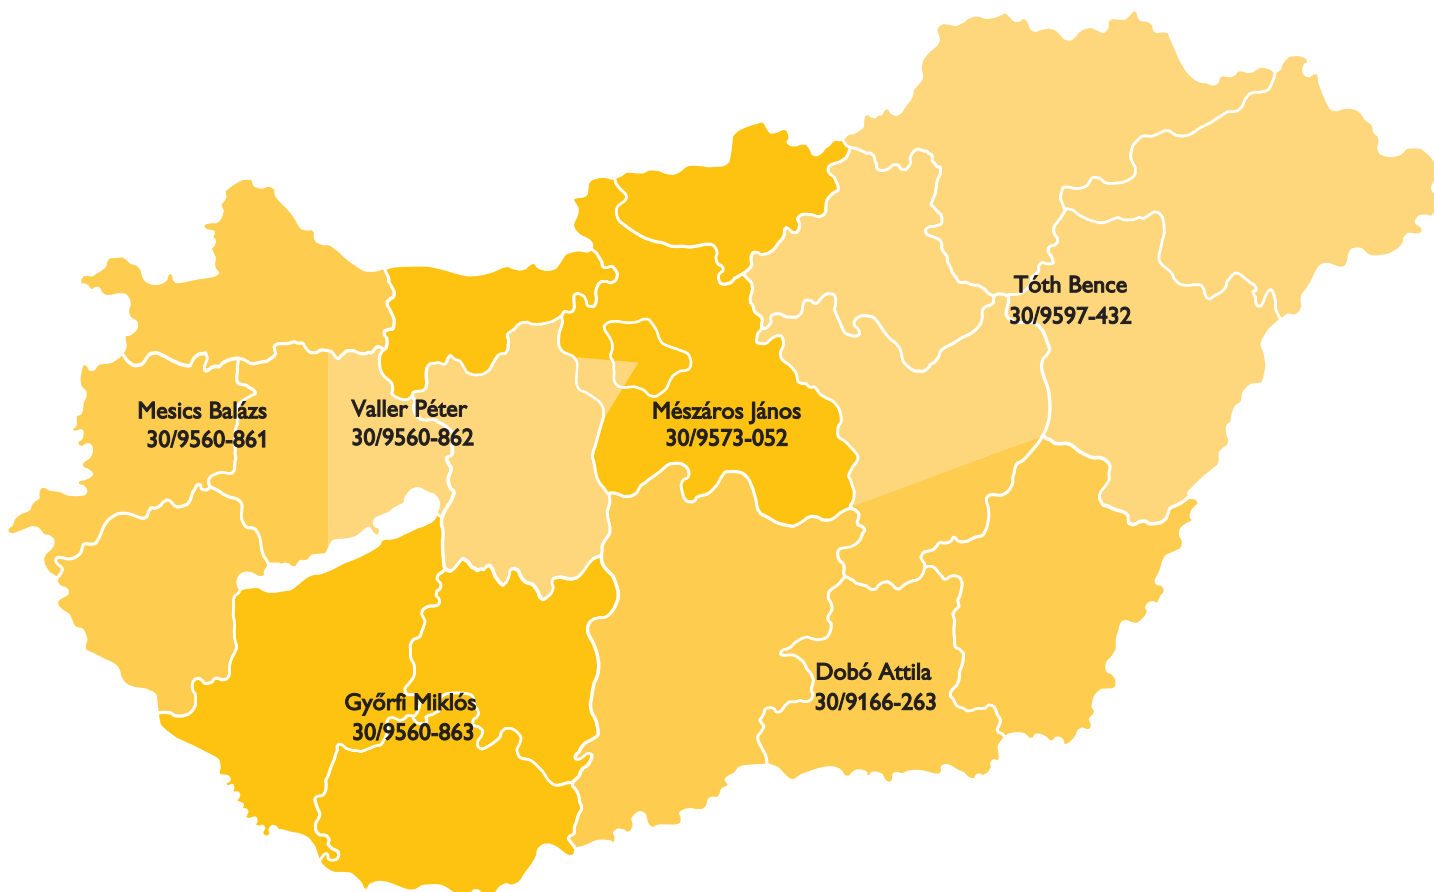 Tóth Bence
30/9597-432
Mesics Balázs
30/9560-861
Valler Péter
30/9560-862
Mészáros János
30/9573-052
Dobó Attila
30/9166-263
Győrfi Miklós
30/9560-863